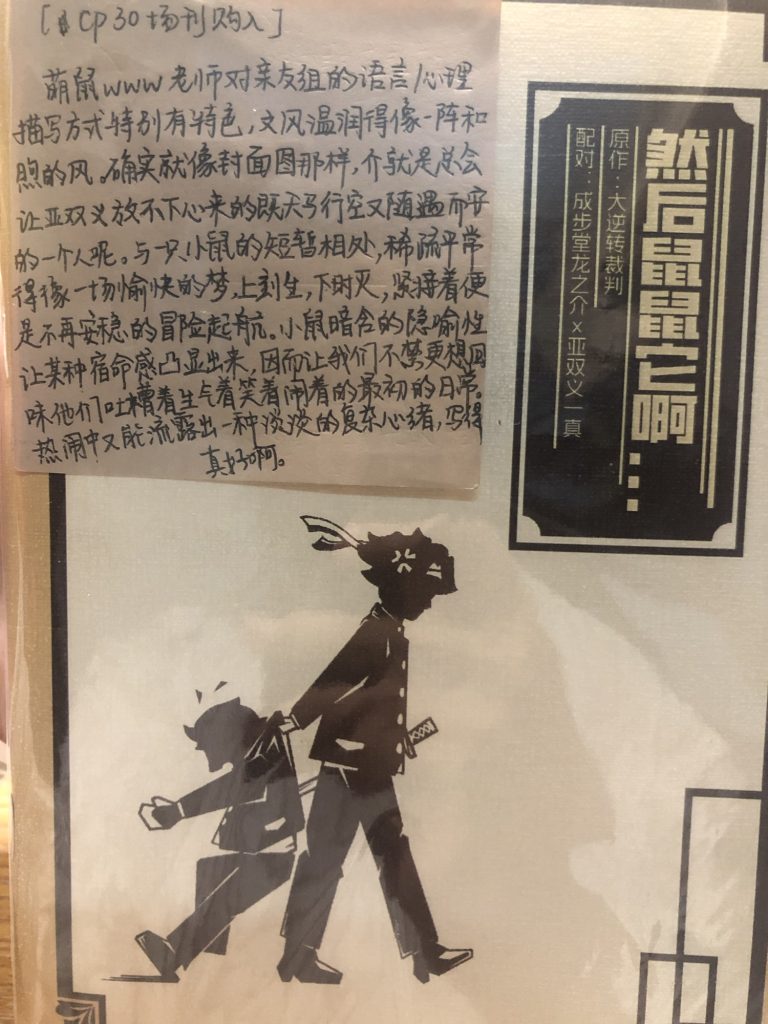 [CP30场刊购入]
萌鼠www老师对亲友组的语言/心理
描写方式特别有特色，文风温润得像一阵和
煦的风。确实就像封面图那样，介就是总会
让亚双义放不下心来的既天马行空又随遇而安
的一个人呢。与一只小鼠的短暂相处，稀疏平常
得像一场愉快的梦，上刻生，下时灭，紧接着便
是不再安稳的冒险起航。小鼠暗含的隐喻性
让某种宿命感凸显出来，因而让我们不禁更想回
味他们吐槽着生气着笑着闹着的最初的日常。
热闹中又能流露出一种淡淡的复杂心绪，写得
真好啊。
然后鼠鼠它啊…
原作：大逆转裁判
配对：成步堂龙之介x亚双义一真